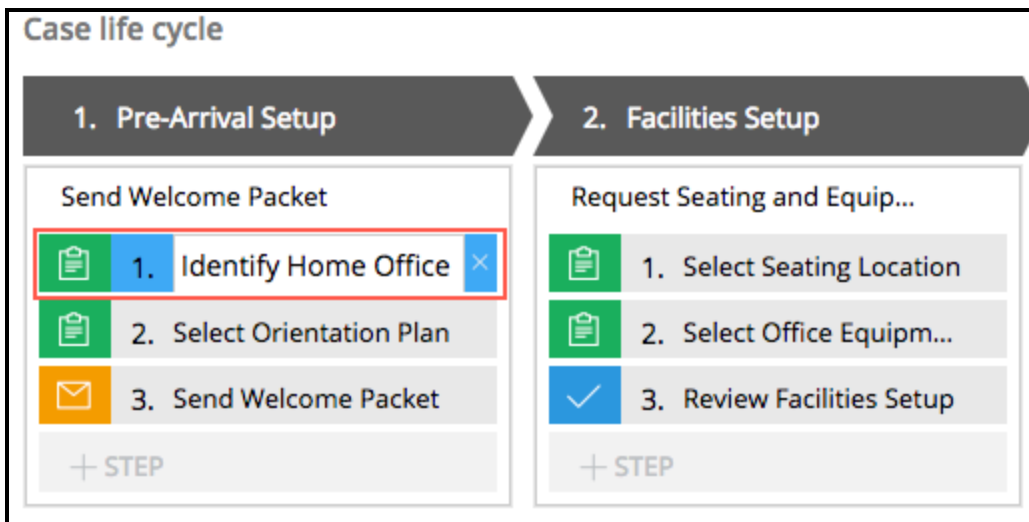 Case life cycle
1. Pre-Arrival Setup
2. Facilities Setup
Send Welcome Packet
1. Identify Home Office ×
2. Select Orientation Plan
3. Send Welcome Packet
+ STEP
Request Seating and Equip...
1. Select Seating Location
2. Select Office Equipm...
3. Review Facilities Setup
+ STEP